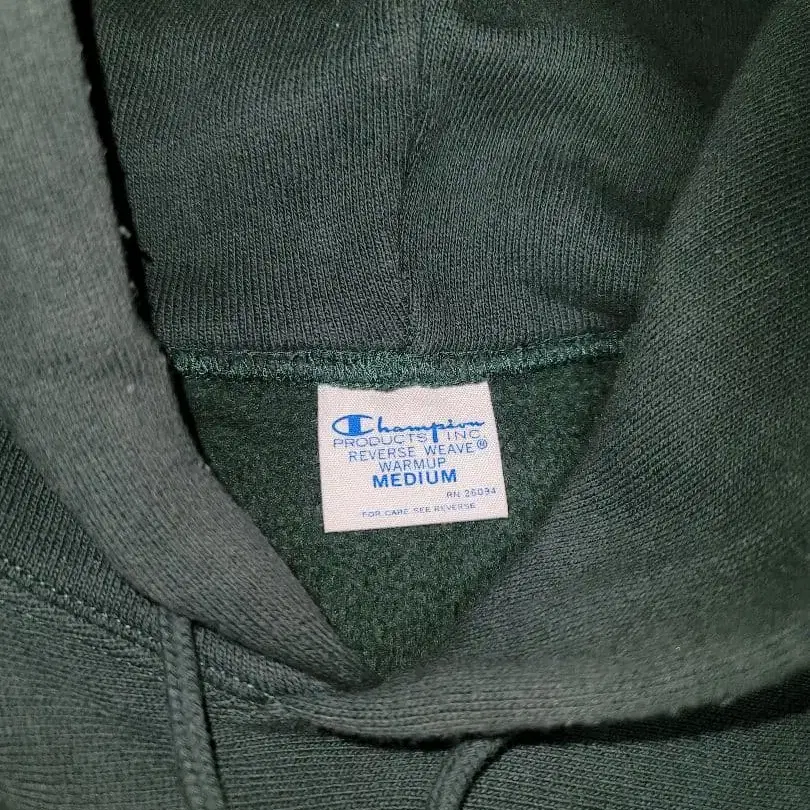 Champion
PRODUCTS INC.
REVERSE WEAVE®
WARMUP
MEDIUM
RN 26094
FOR CARE SEE REVERSE